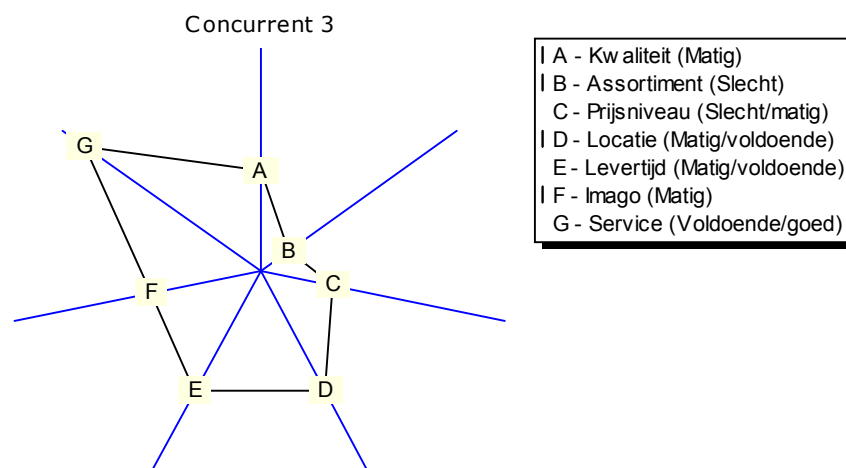 Concurrent 3
A - Kwaliteit (Matig)
B - Assortiment (Slecht)
C - Prijsniveau (Slecht/matig)
D - Locatie (Matig/voldoende)
E - Levertijd (Matig/voldoende)
F - Imago (Matig)
G - Service (Voldoende/goed)
G
A
B
C
F
E
D